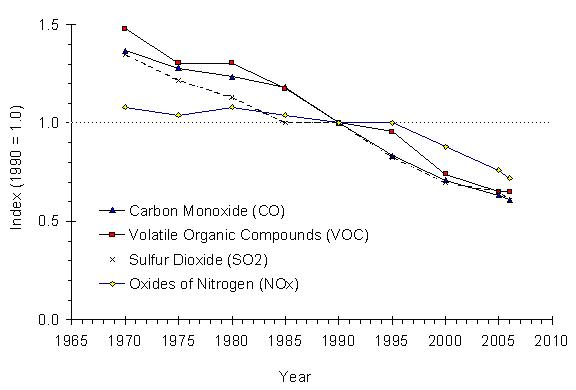 1.5
1.0
0.5
0.0
Index (1990 = 1.0)
Carbon Monoxide (CO)
Volatile Organic Compounds (VOC)
Sulfur Dioxide (SO2)
Oxides of Nitrogen (NOx)
1965 1970 1975 1980 1985 1990 1995 2000 2005 2010
Year